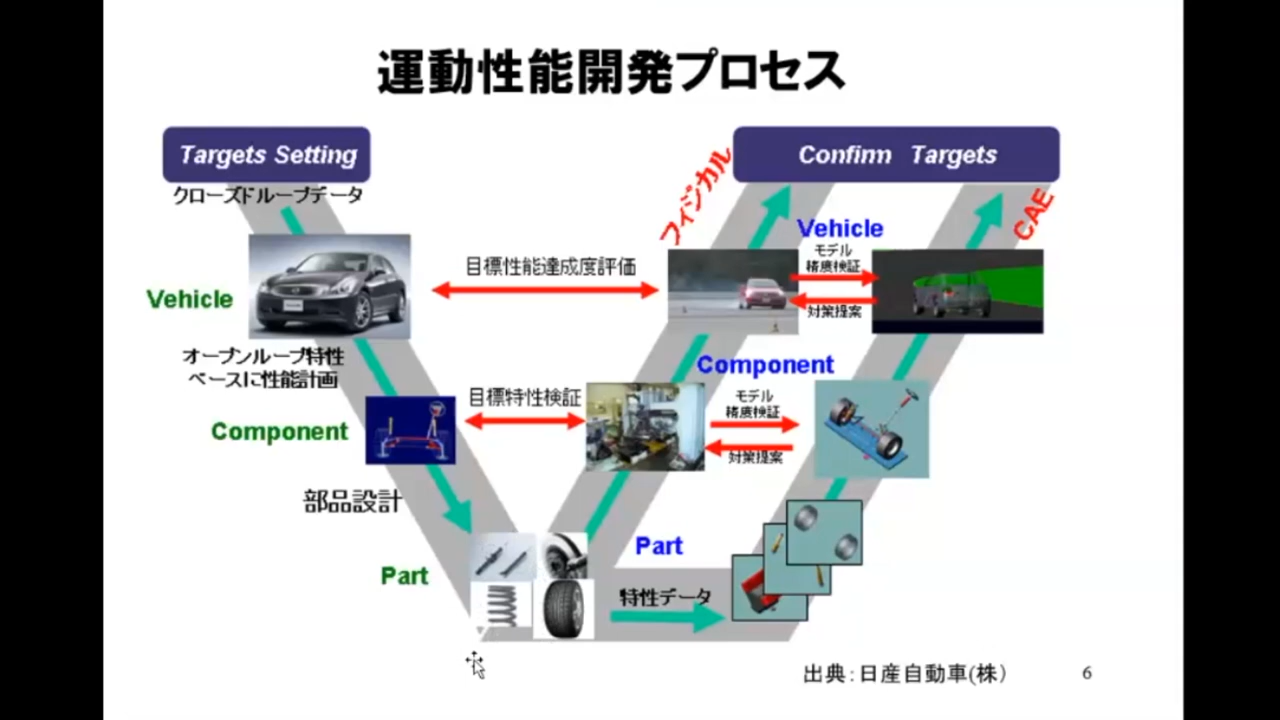 運動性能開発プロセス
Targets Setting
Confirm Targets
クローズドループデータ
フィジカル
CAE
Vehicle
モデル
精度検証
目標性能達成度評価
Vehicle
対策提案
オープンループ特性
ベースに性能計画
Component
目標特性検証
モデル
精度検証
Component
対策提案
部品設計
Part
Part
特性データ
出典:日産自動車(株)
6